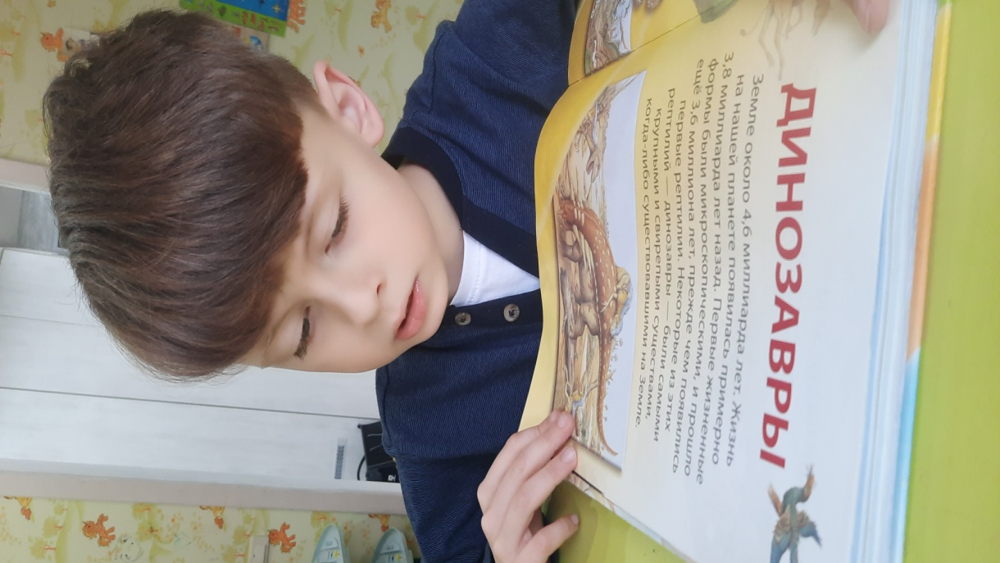 ДИНОЗАВРЫ
Земле около 4,6 миллиарда лет. Жизнь
на нашей планете появилась примерно
3,8 миллиарда лет назад. Первые жизненные
формы были микроскопическими, и прошло
ещё 3,6 миллиона лет, прежде чем появились
первые рептилии. Некоторые из этих
рептилий — динозавры — были самыми
крупными и свирепыми существами,
когда-либо существовавшими на Земле.